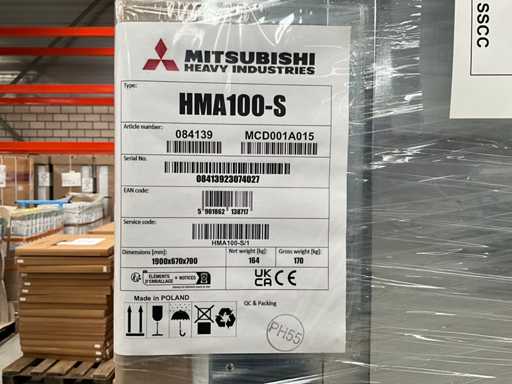 MITSUBISHI
HEAVY INDUSTRIES
Type:
HMA100-S
Article number:
084139 MCD001A015
Serial No.
08413923074027
EAN code:
5 901862 138717
Service code:
HMA100-S/1
Dimensions [mm]: Net weight [kg]: Gross weight [kg]:
1900x670x700 164 170
ÉLÉMENTS D'EMBALLAGE + NOTICES
UK CA CE
Made in POLAND
QC & Packing
PH55
SSCC